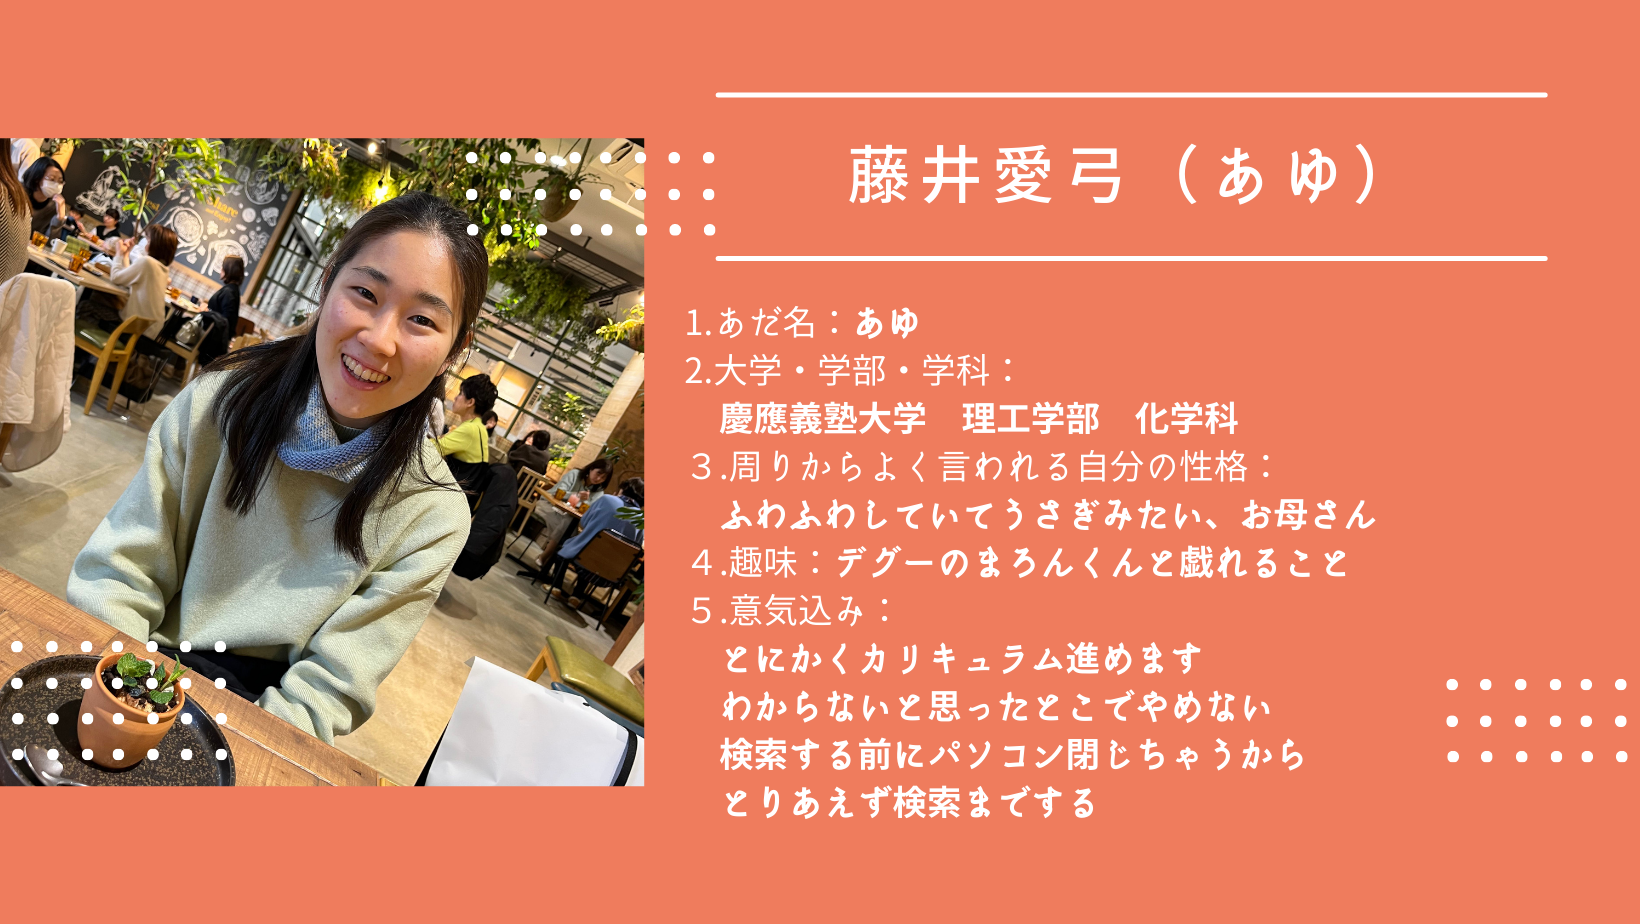 藤井愛弓（あゆ）
1.あだ名：あゆ
2.大学・学部・学科：
慶應義塾大学　理工学部　化学科
３.周りからよく言われる自分の性格：
ふわふわしていてうさぎみたい、お母さん
４.趣味：デグーのまろんくんと戯れること
５.意気込み：
とにかくカリキュラム進めます
わからないと思ったとこでやめない
検索する前にパソコン閉じちゃうから
とりあえず検索までする